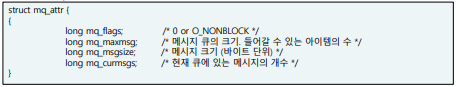 struct mq_attr {
{
long mq_flags; /* 0 or O_NONBLOCK */
long mq_maxmsg; /* 메시지 큐의 크기. 들어갈 수 있는 아이템의 수 */
long mq_msgsize; /* 메시지 크기 (바이트 단위) */
long mq_curmsgs; /* 현재 큐에 있는 메시지의 개수 */
}